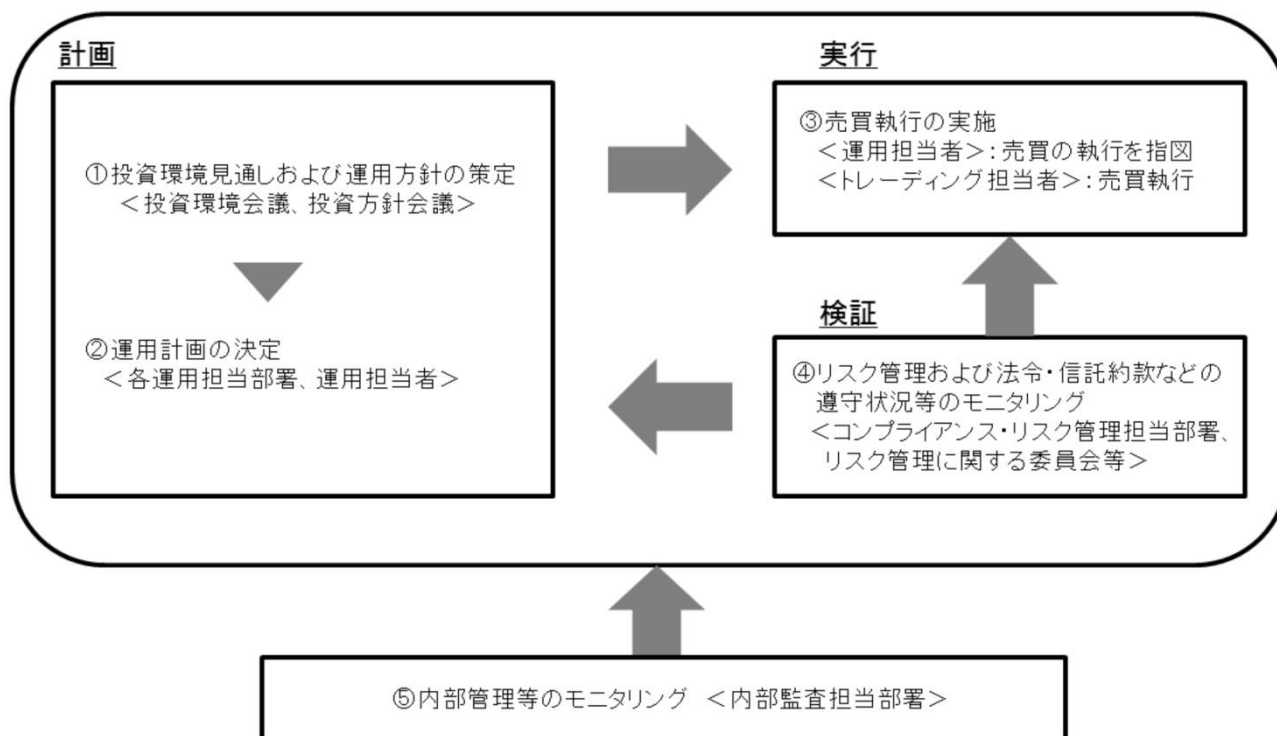 計画
①投資環境見通しおよび運用方針の策定
＜投資環境会議、投資方針会議＞
②運用計画の決定
＜各運用担当部署、運用担当者＞
実行
③売買執行の実施
＜運用担当者＞：売買の執行を指図
＜トレーディング担当者＞：売買執行
検証
④リスク管理および法令・信託約款などの
遵守状況等のモニタリング
＜コンプライアンス・リスク管理担当部署、
リスク管理に関する委員会等＞
⑤内部管理等のモニタリング ＜内部監査担当部署＞